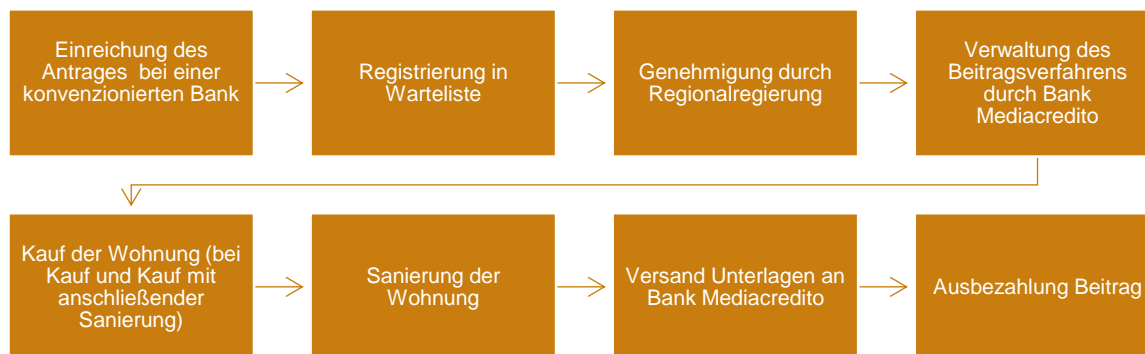 Einreichung des
Antrages bei einer
konvenzionierten Bank
Registrierung in
Warteliste
Genehmigung durch
Regionalregierung
Verwaltung des
Beitragsverfahrens
durch Bank
Mediacredito
Kauf der Wohnung (bei
Kauf und Kauf mit
anschließender
Sanierung)
Sanierung der
Wohnung
Versand Unterlagen an
Bank Mediacredito
Ausbezahlung Beitrag